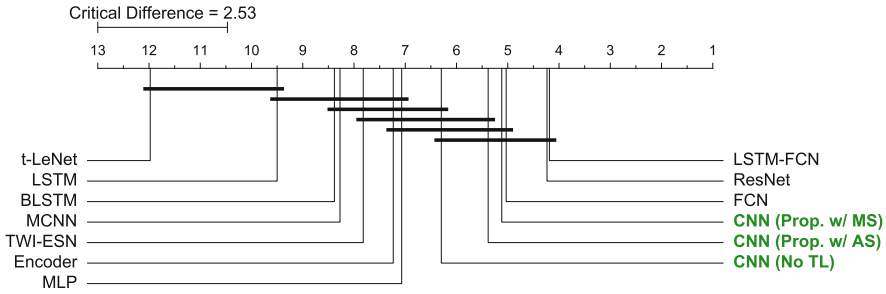 Critical Difference = 2.53
13 12 11 10 9 8 7 6 5 4 3 2 1
t-LeNet LSTM-FCN
LSTM ResNet
BLSTM FCN
MCNN CNN (Prop. w/ MS)
TWI-ESN CNN (Prop. w/ AS)
Encoder CNN (No TL)
MLP